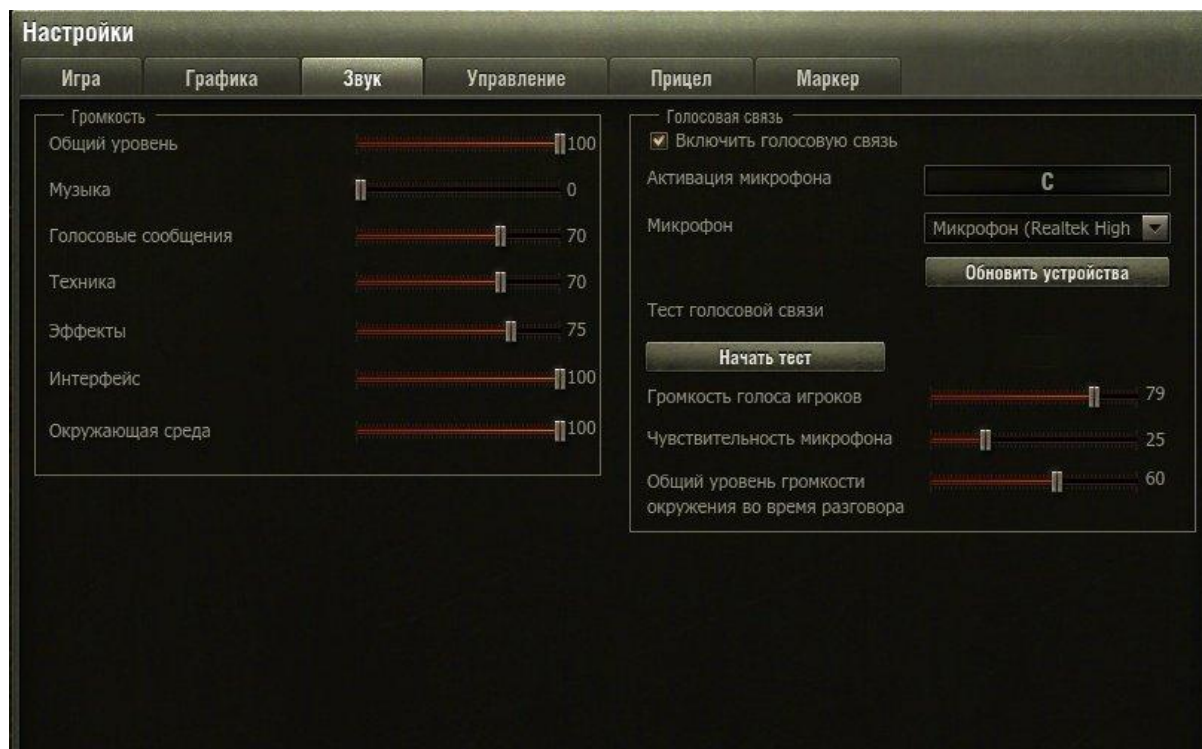 Настройки
Игра Графика Звук Управление Прицел Маркер
Громкость
Общий уровень 100
Музыка 0
Голосовые сообщения 70
Техника 70
Эффекты 75
Интерфейс 100
Окружающая среда 100
Голосовая связь
Включить голосовую связь
Активация микрофона C
Микрофон Микрофон (Realtek High
Обновить устройства
Тест голосовой связи
Начать тест
Громкость голоса игроков 79
Чувствительность микрофона 25
Общий уровень громкости 60
окружения во время разговора